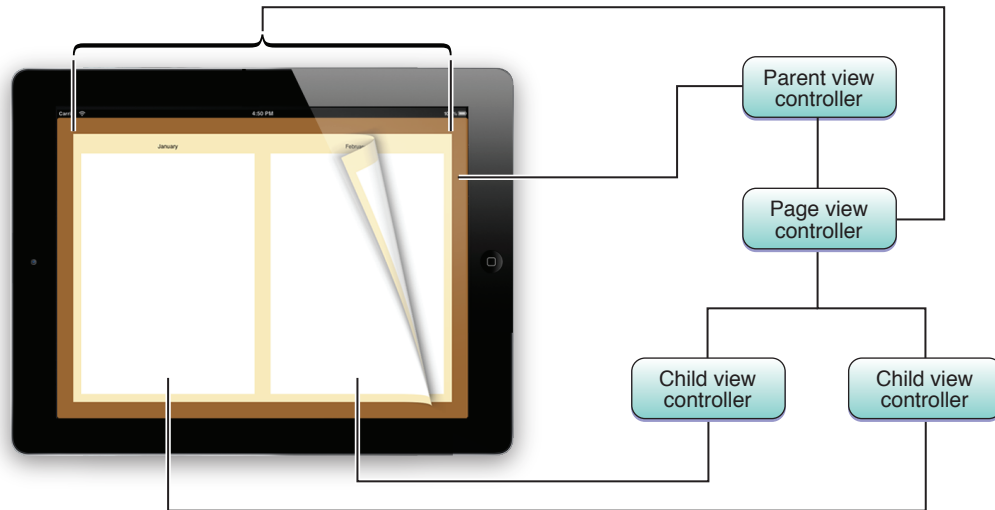 4:50 PM
January
Parent view
controller
Page view
controller
Child view
controller
Child view
controller